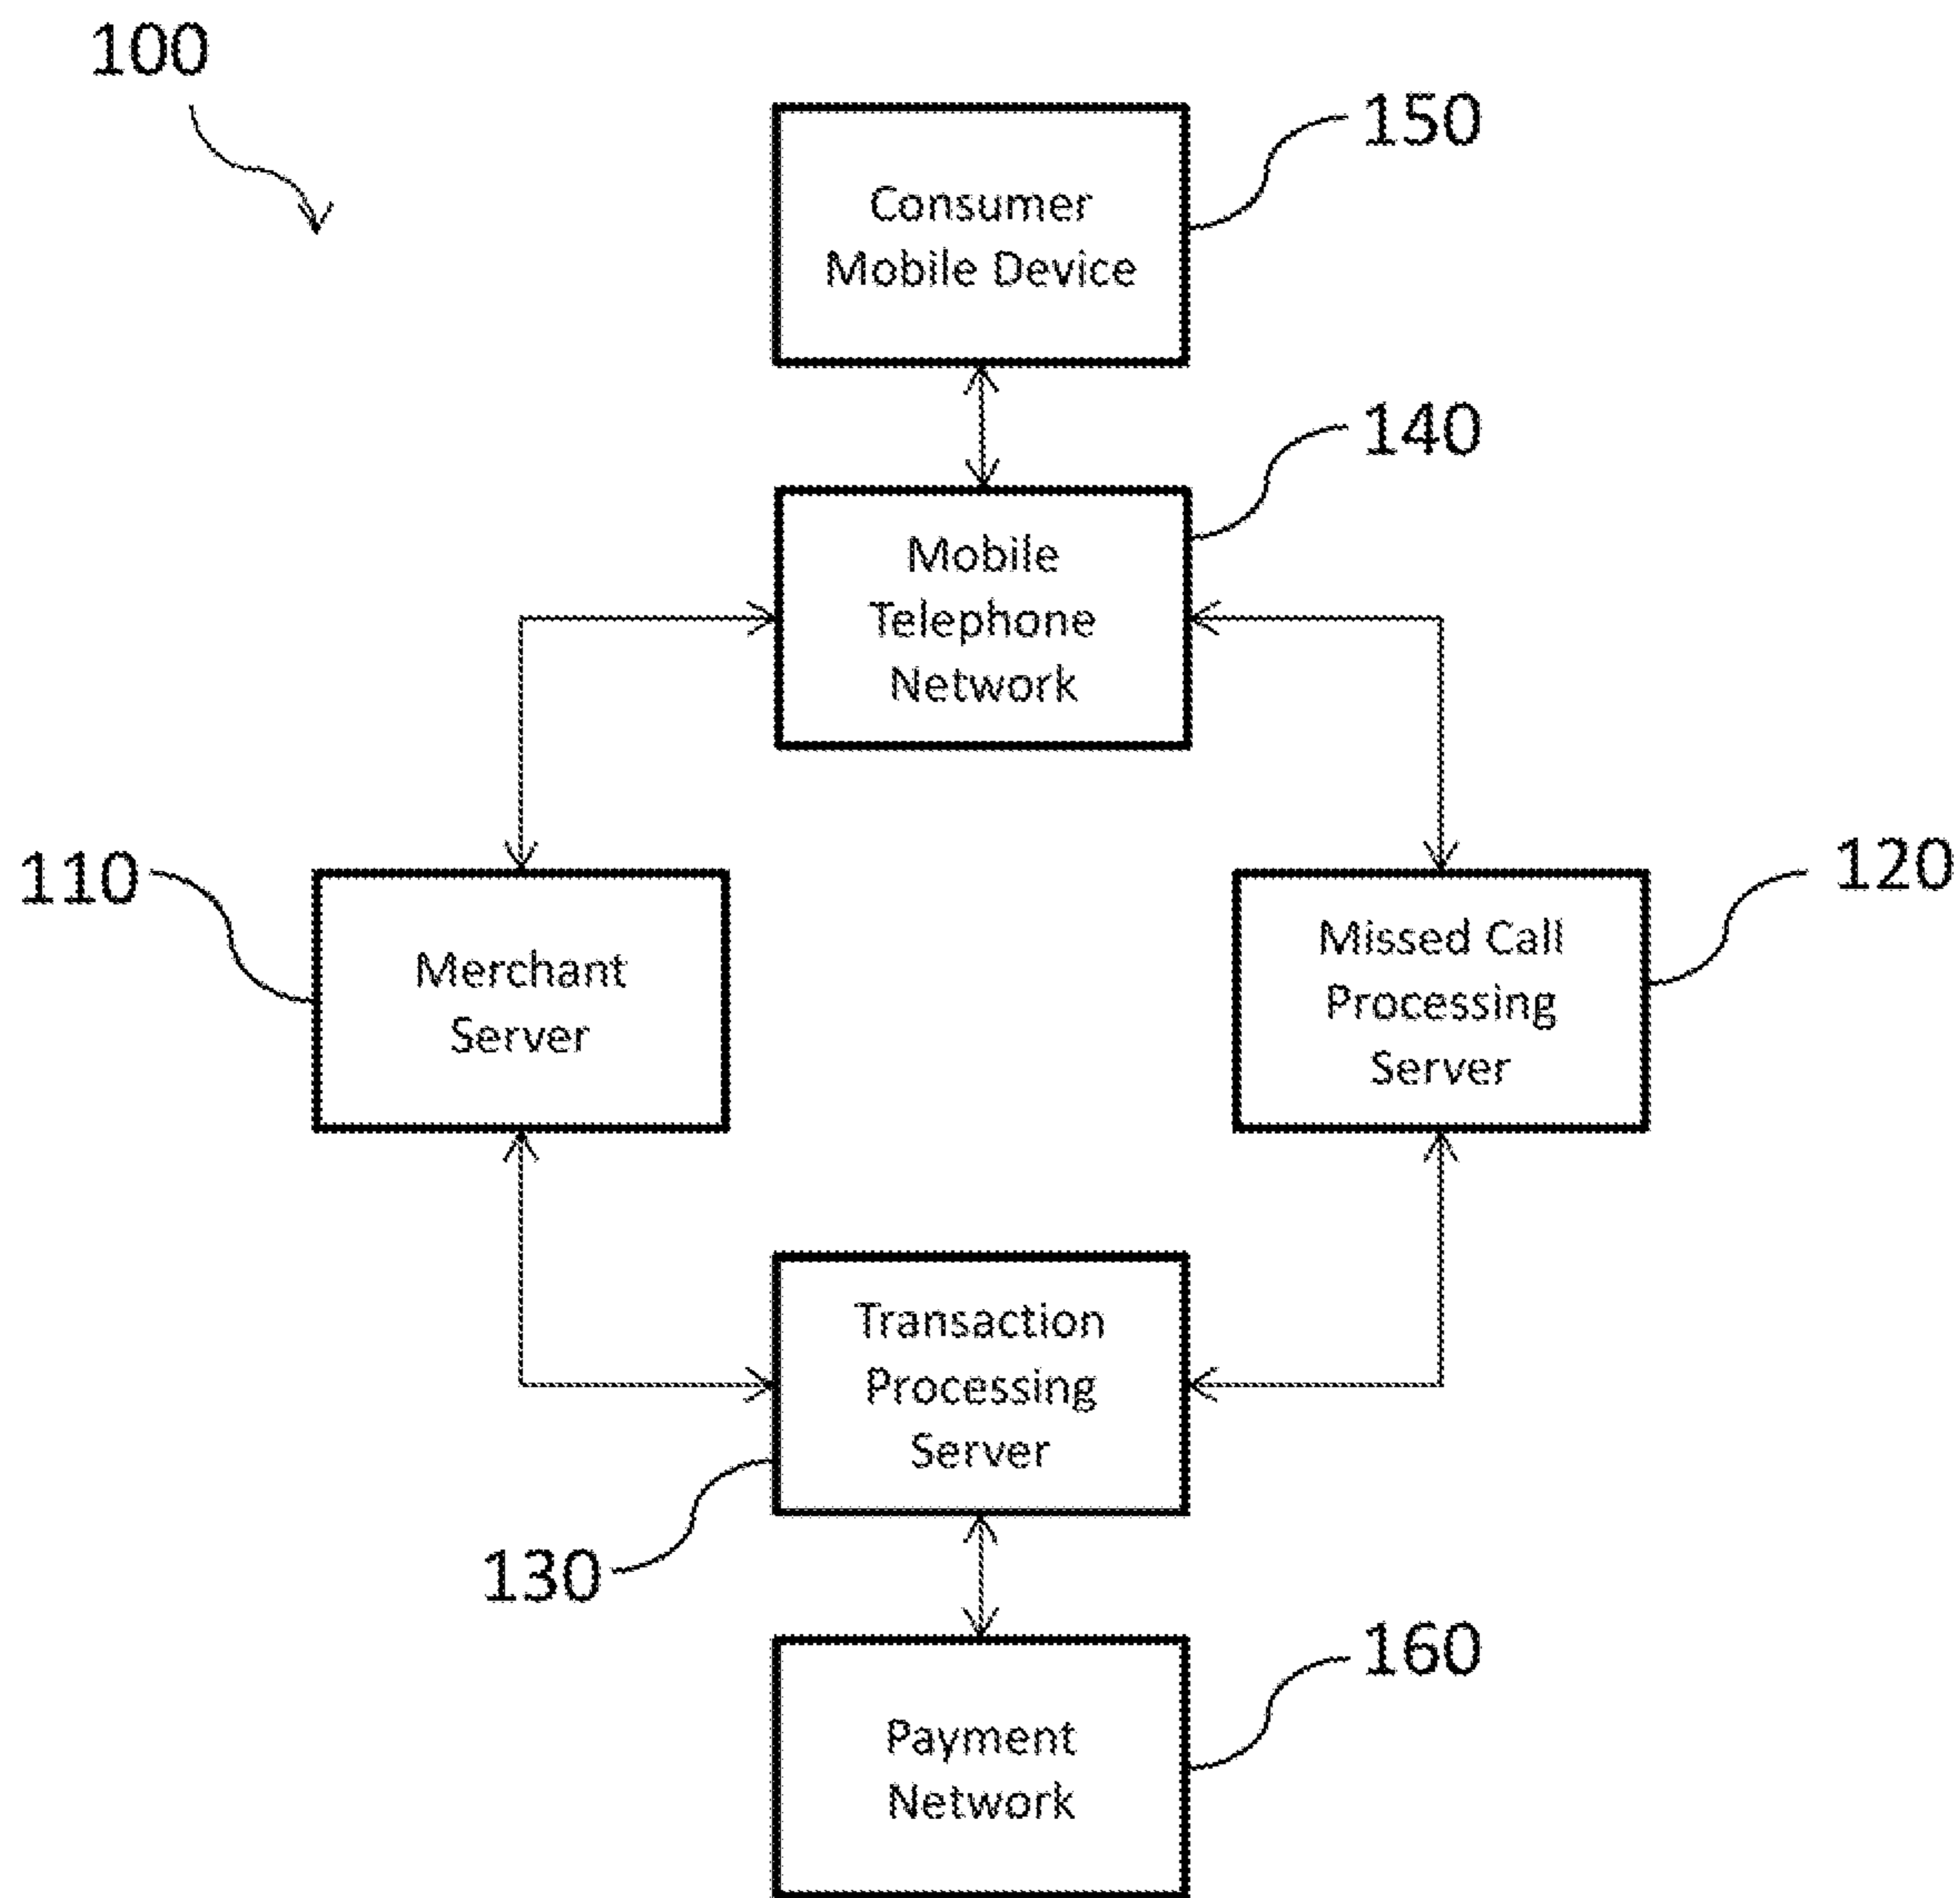 100
150
Consumer
Mobile Device
140
Mobile
Telephone
Network
110
Merchant
Server
120
Missed Call
Processing
Server
Transaction
Processing
Server
130
160
Payment
Network